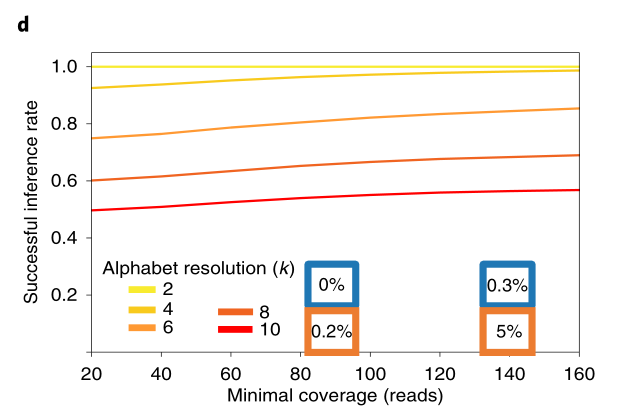 d
Successful inference rate
1.0
0.8
0.6
0.4
0.2
Alphabet resolution (k)
2
4
6
8
10
0%
0.3%
0.2%
5%
20 40 60 80 100 120 140 160
Minimal coverage (reads)